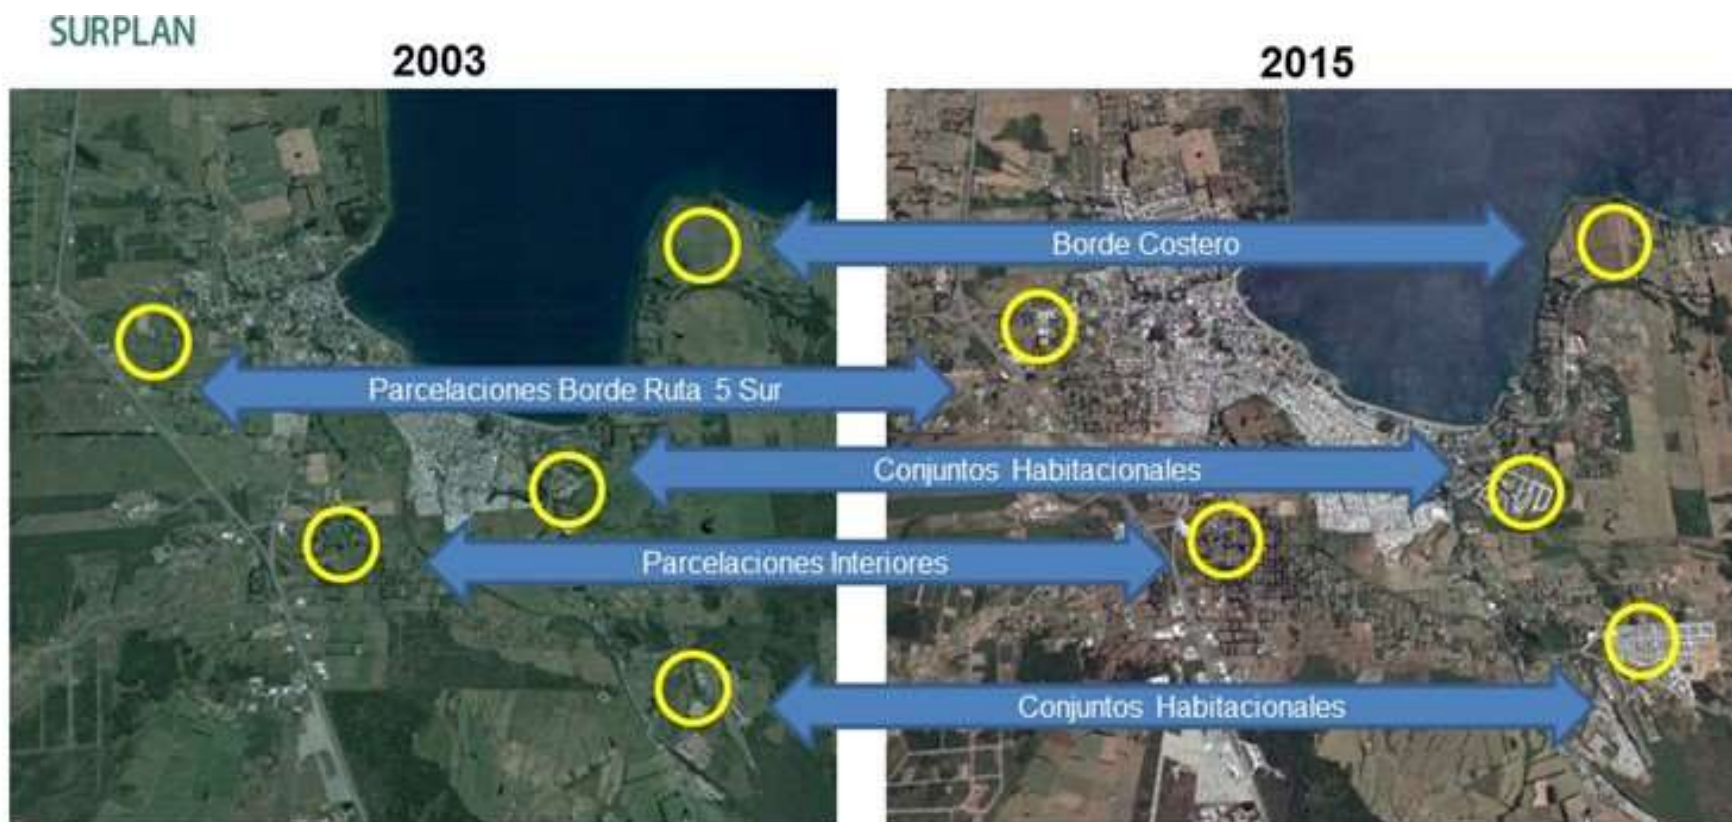 SURPLAN
2003
2015
Borde Costero
Parcelaciones Borde Ruta 5 Sur
Conjuntos Habitacionales
Parcelaciones Interiores
Conjuntos Habitacionales